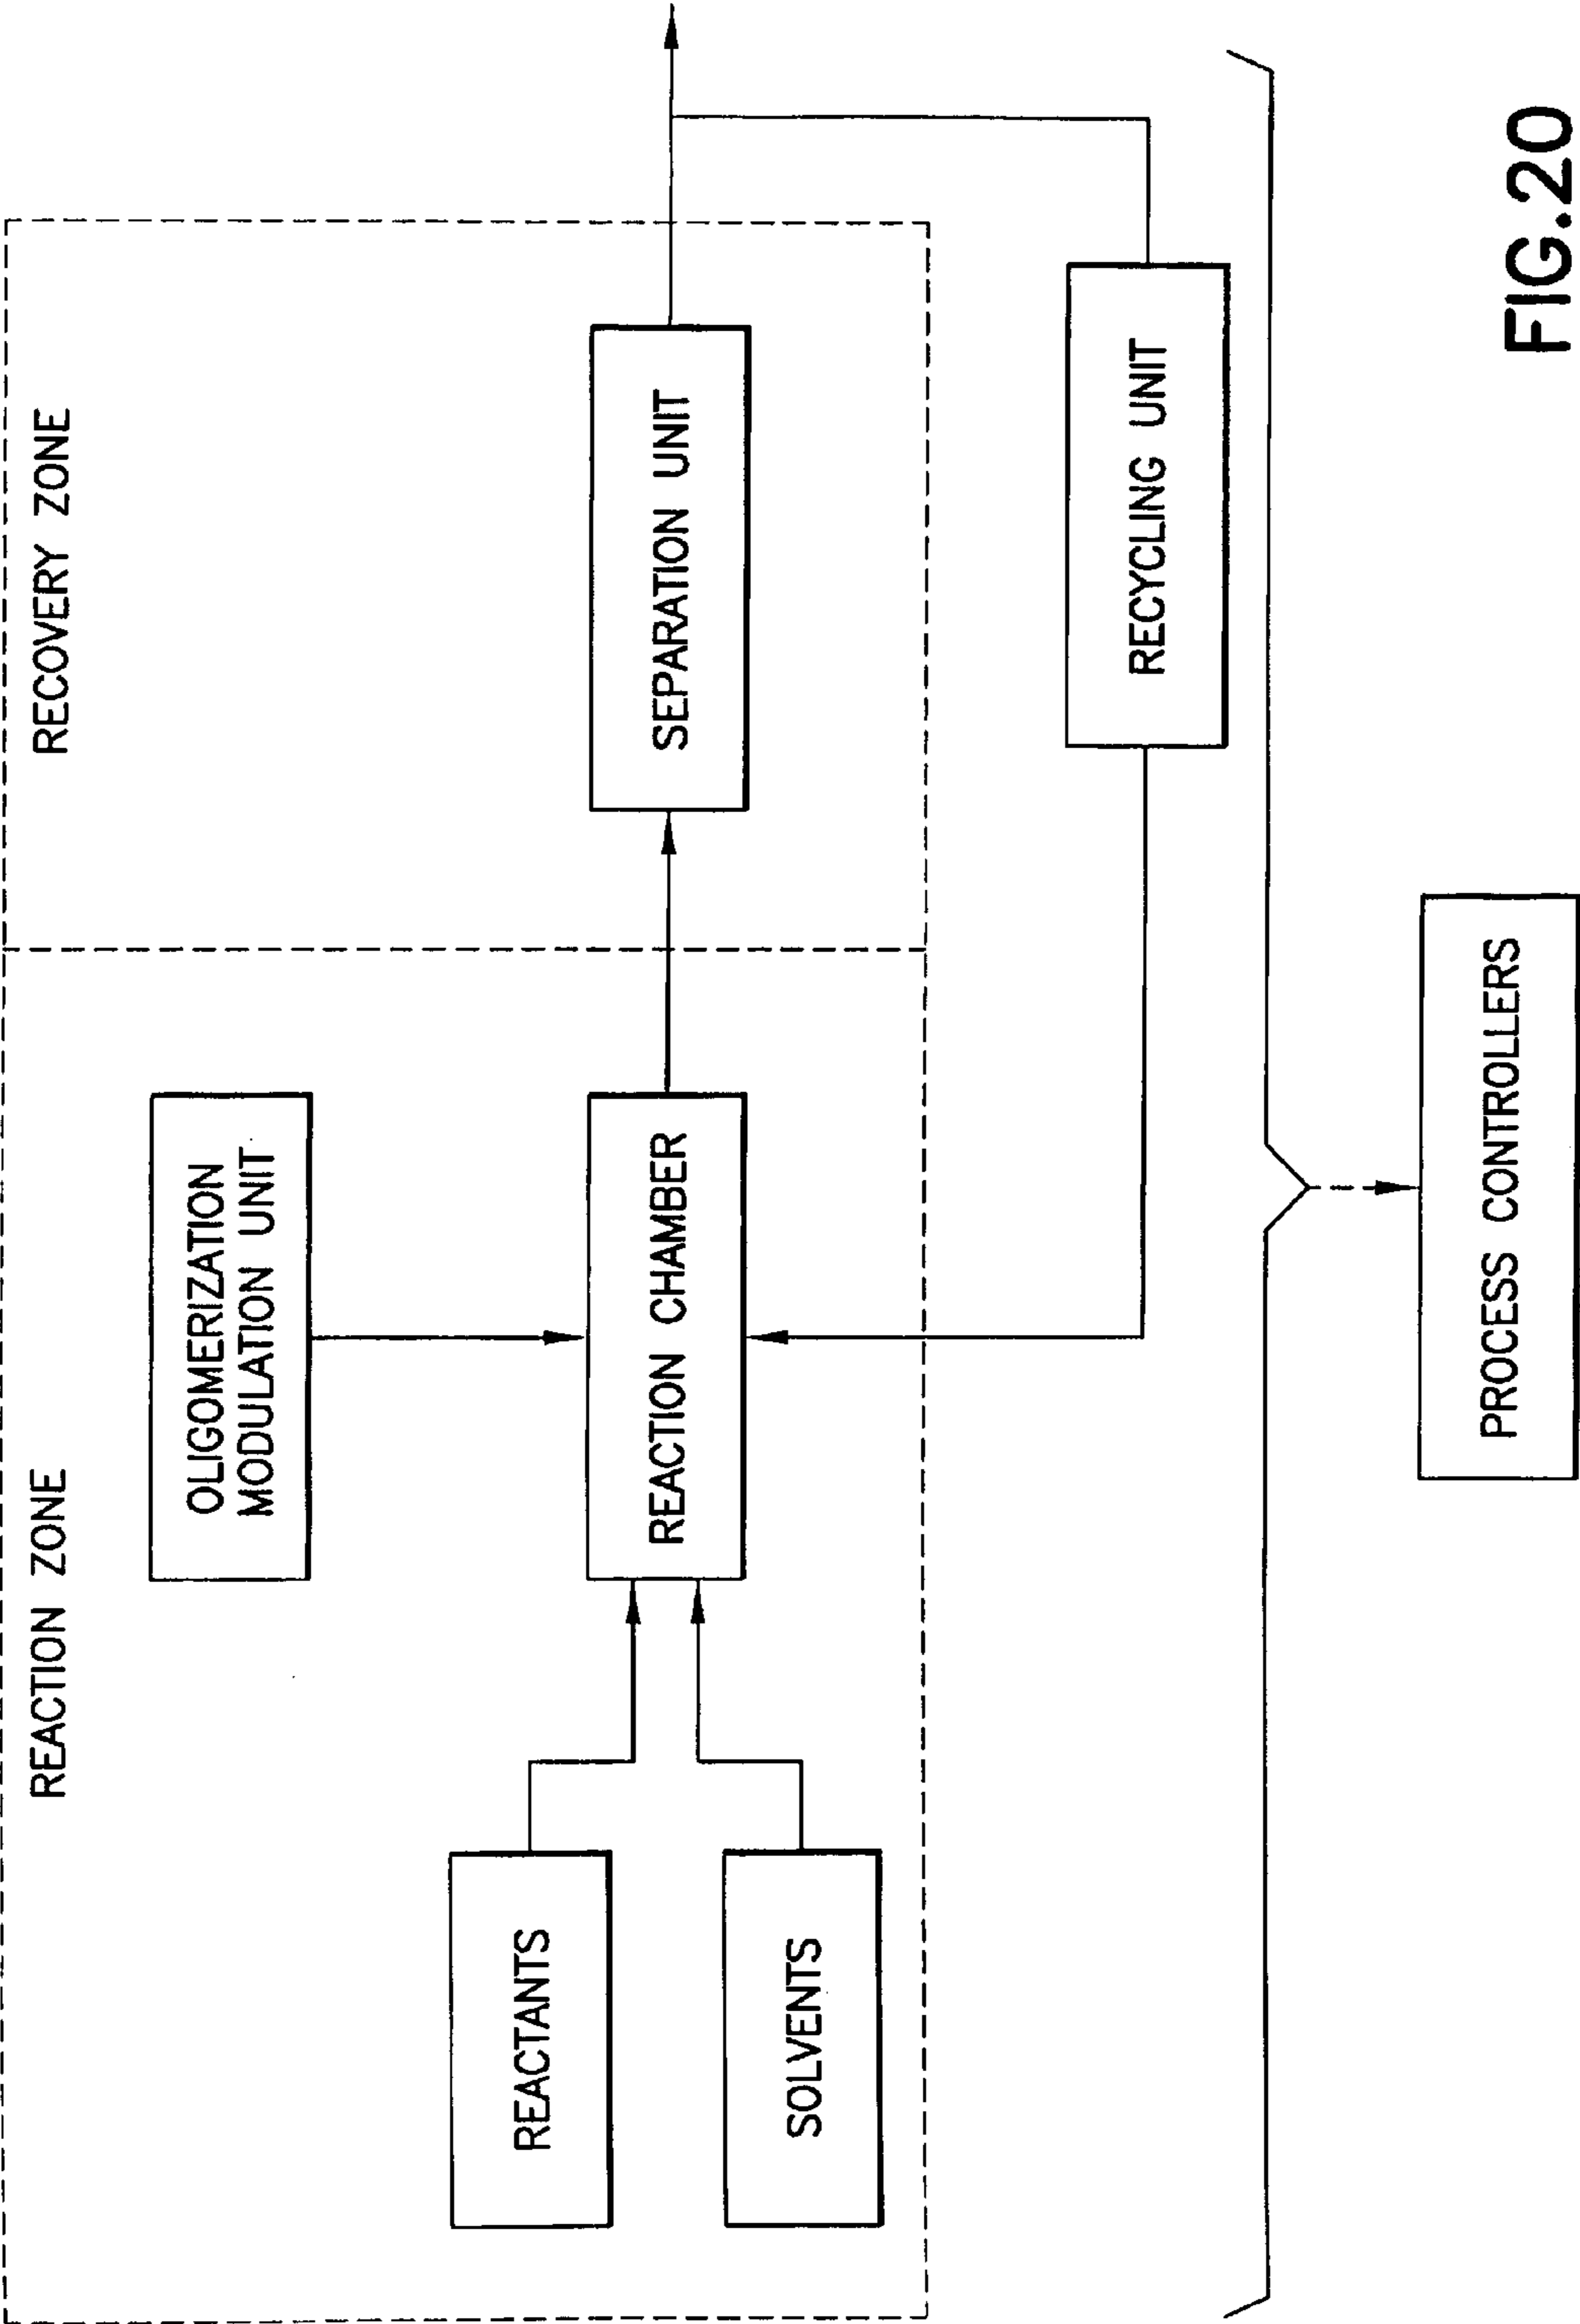 REACTION ZONE
RECOVERY ZONE
OLIGOMERIZATION
MODULATION UNIT
REACTANTS
SOLVENTS
REACTION CHAMBER
SEPARATION UNIT
RECYCLING UNIT
PROCESS CONTROLLERS
FIG.20